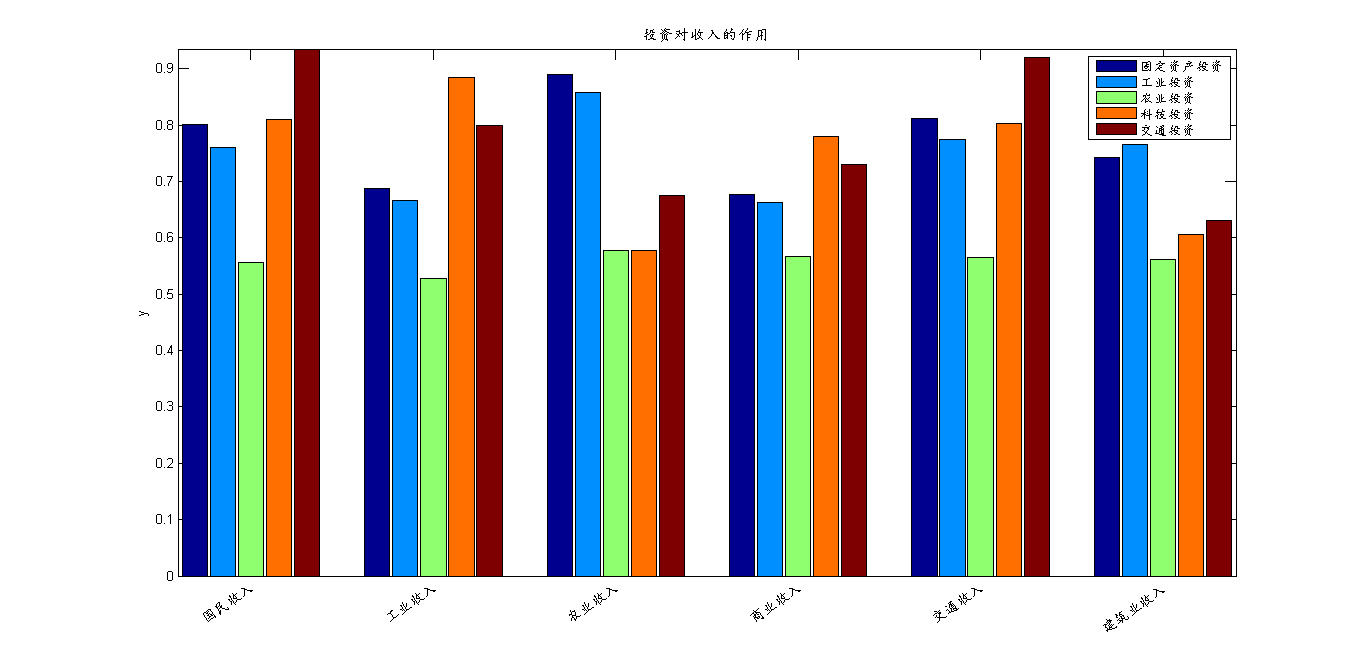 投资对收入的作用
固定资产投资
工业投资
农业投资
科技投资
交通投资
0.9
0.8
0.7
0.6
0.5
0.4
0.3
0.2
0.1
0
y
国民收入
工业收入
农业收入
商业收入
交通收入
建筑业收入